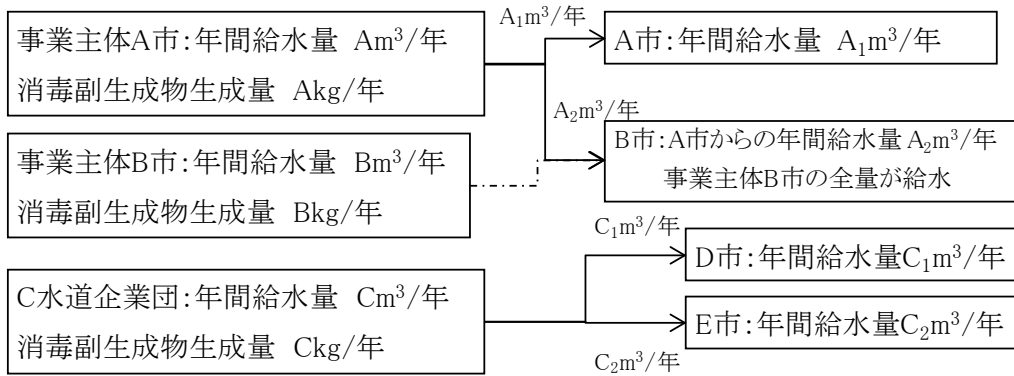 事業主体A市:年間給水量 Am³/年
消毒副生成物生成量 Akg/年
A₁m³/年
A市:年間給水量 A₁m³/年
A₂m³/年
B市:A市からの年間給水量 A₂m³/年
事業主体B市の全量が給水
事業主体B市:年間給水量 Bm³/年
消毒副生成物生成量 Bkg/年
C水道企業団:年間給水量 Cm³/年
消毒副生成物生成量 Ckg/年
C₁m³/年
D市:年間給水量C₁m³/年
E市:年間給水量C₂m³/年
C₂m³/年